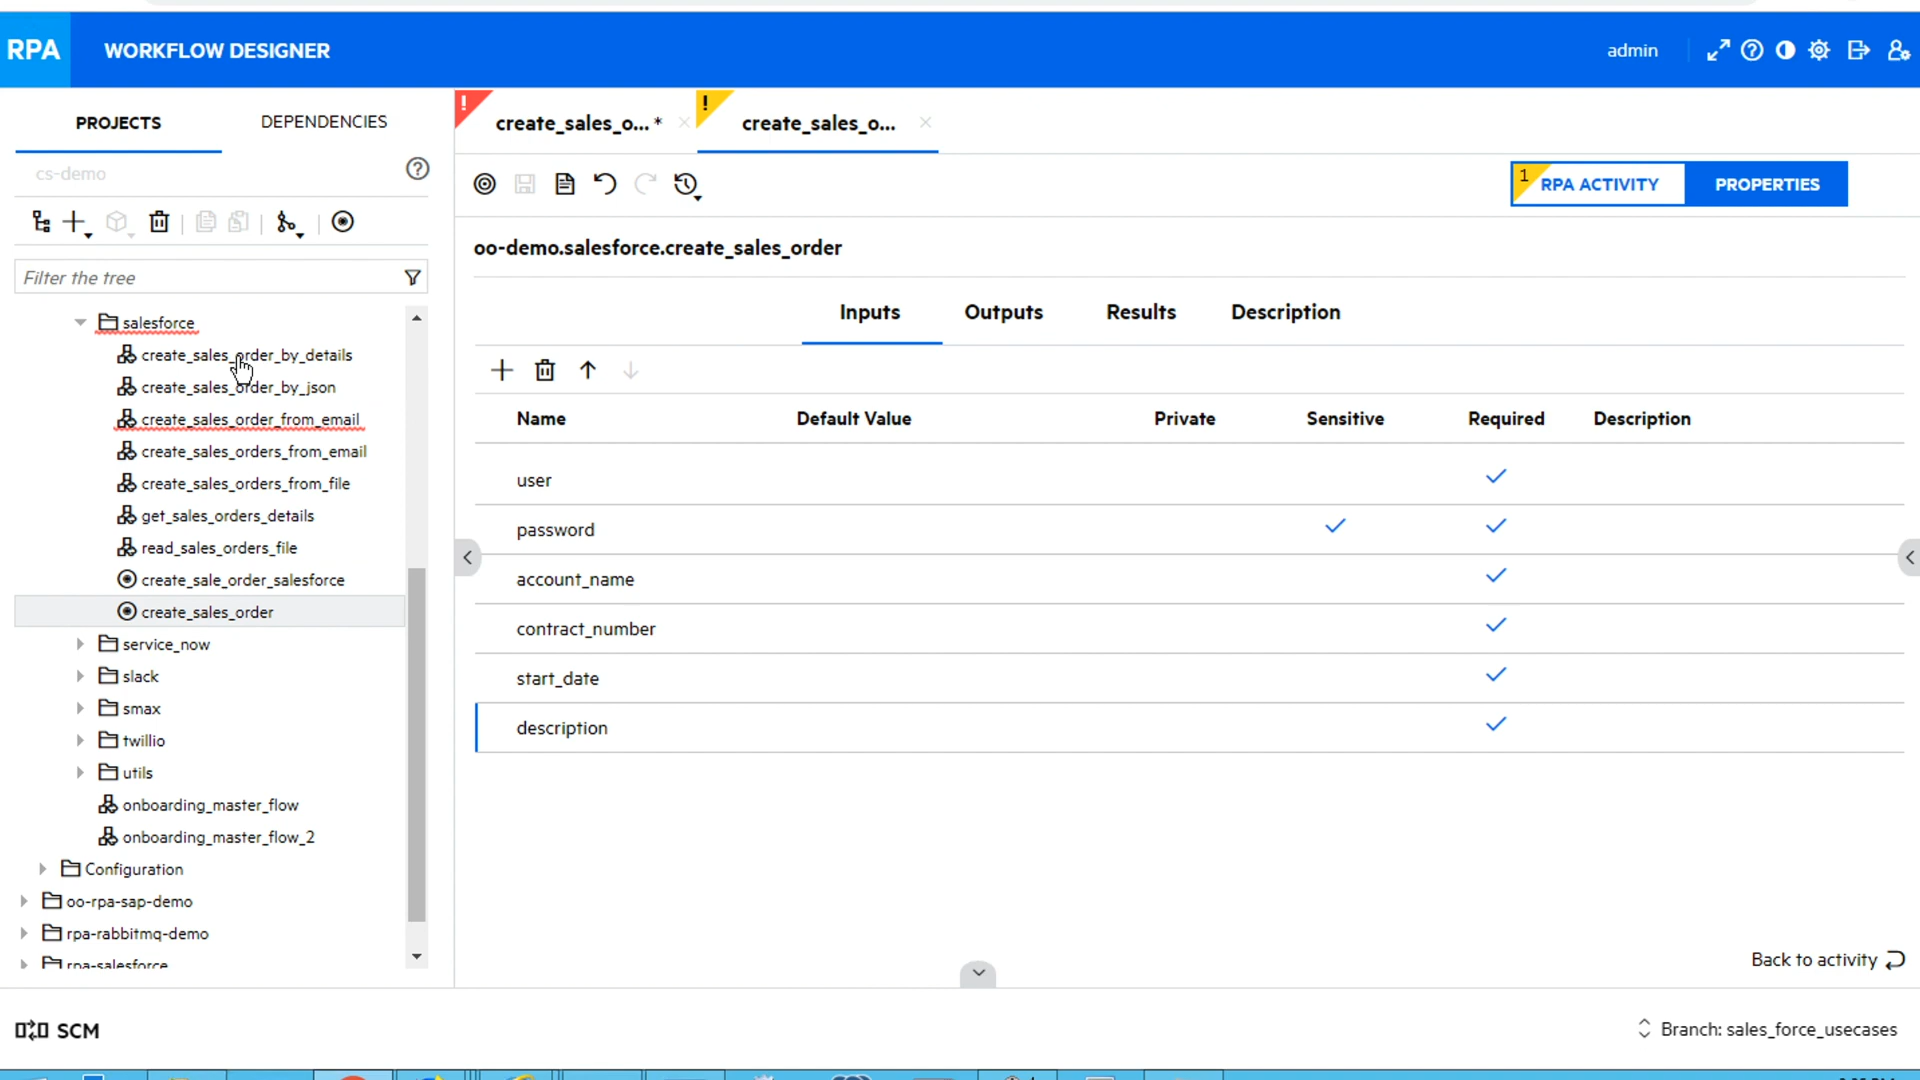 RPA WORKFLOW DESIGNER admin
PROJECTS DEPENDENCIES
! create_sales_o... * ! create_sales_o...
cs-demo
1 RPA ACTIVITY PROPERTIES
Filter the tree
oo-demo.salesforce.create_sales_order
Inputs Outputs Results Description
Name Default Value Private Sensitive Required Description
user
password
account_name
contract_number
start_date
description
salesforce
create_sales_order_by_details
create_sales_order_by_json
create_sales_order_from_email
create_sales_orders_from_email
create_sales_orders_from_file
get_sales_orders_details
read_sales_orders_file
create_sale_order_salesforce
create_sales_order
service_now
slack
smax
twillio
utils
onboarding_master_flow
onboarding_master_flow_2
Configuration
oo-rpa-sap-demo
rpa-rabbitmq-demo
rpa-salesforce
Back to activity
SCM
Branch: sales_force_usecases